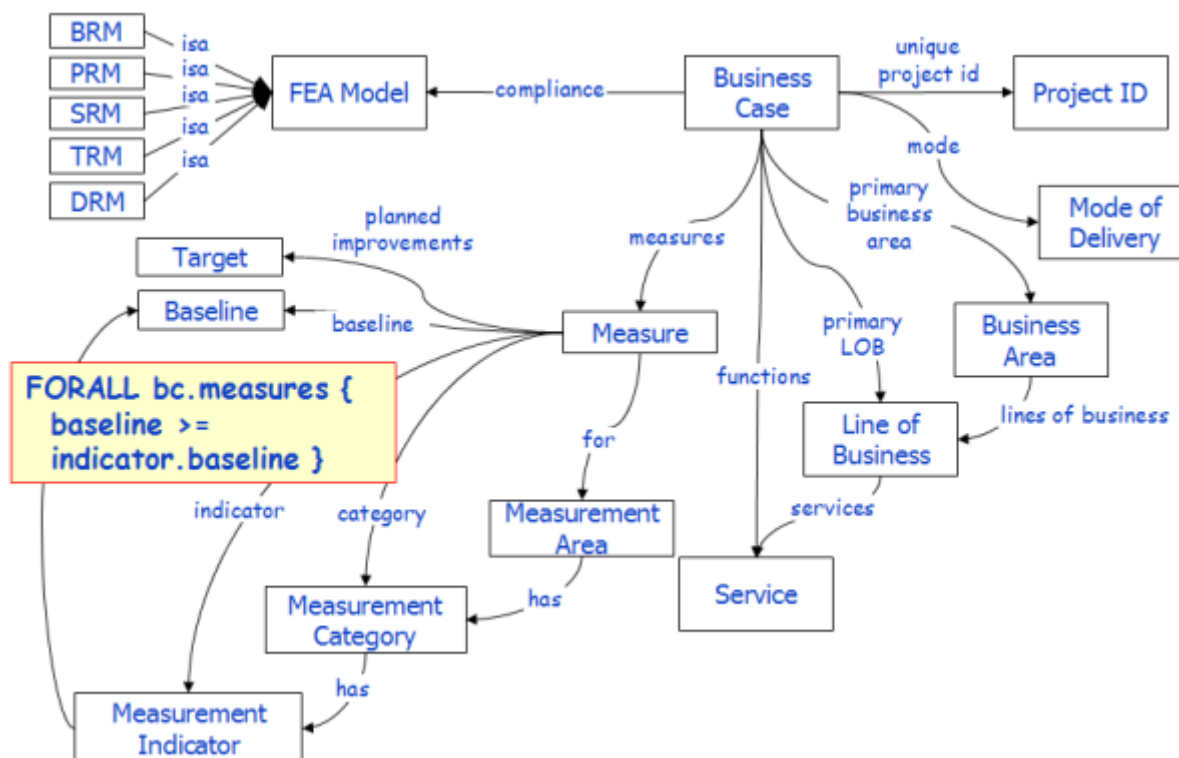 BRM
PRM
SRM
TRM
DRM
isa
isa
isa
isa
isa
FEA Model
compliance
Business
Case
unique
project id
Project ID
mode
Mode of
Delivery
primary
business
area
Business
Area
lines of business
primary
LOB
Line of
Business
services
functions
Service
measures
Measure
planned
improvements
Target
baseline
Baseline
FORALL bc.measures {
baseline >=
indicator.baseline }
indicator
category
for
Measurement
Area
has
Measurement
Category
has
Measurement
Indicator